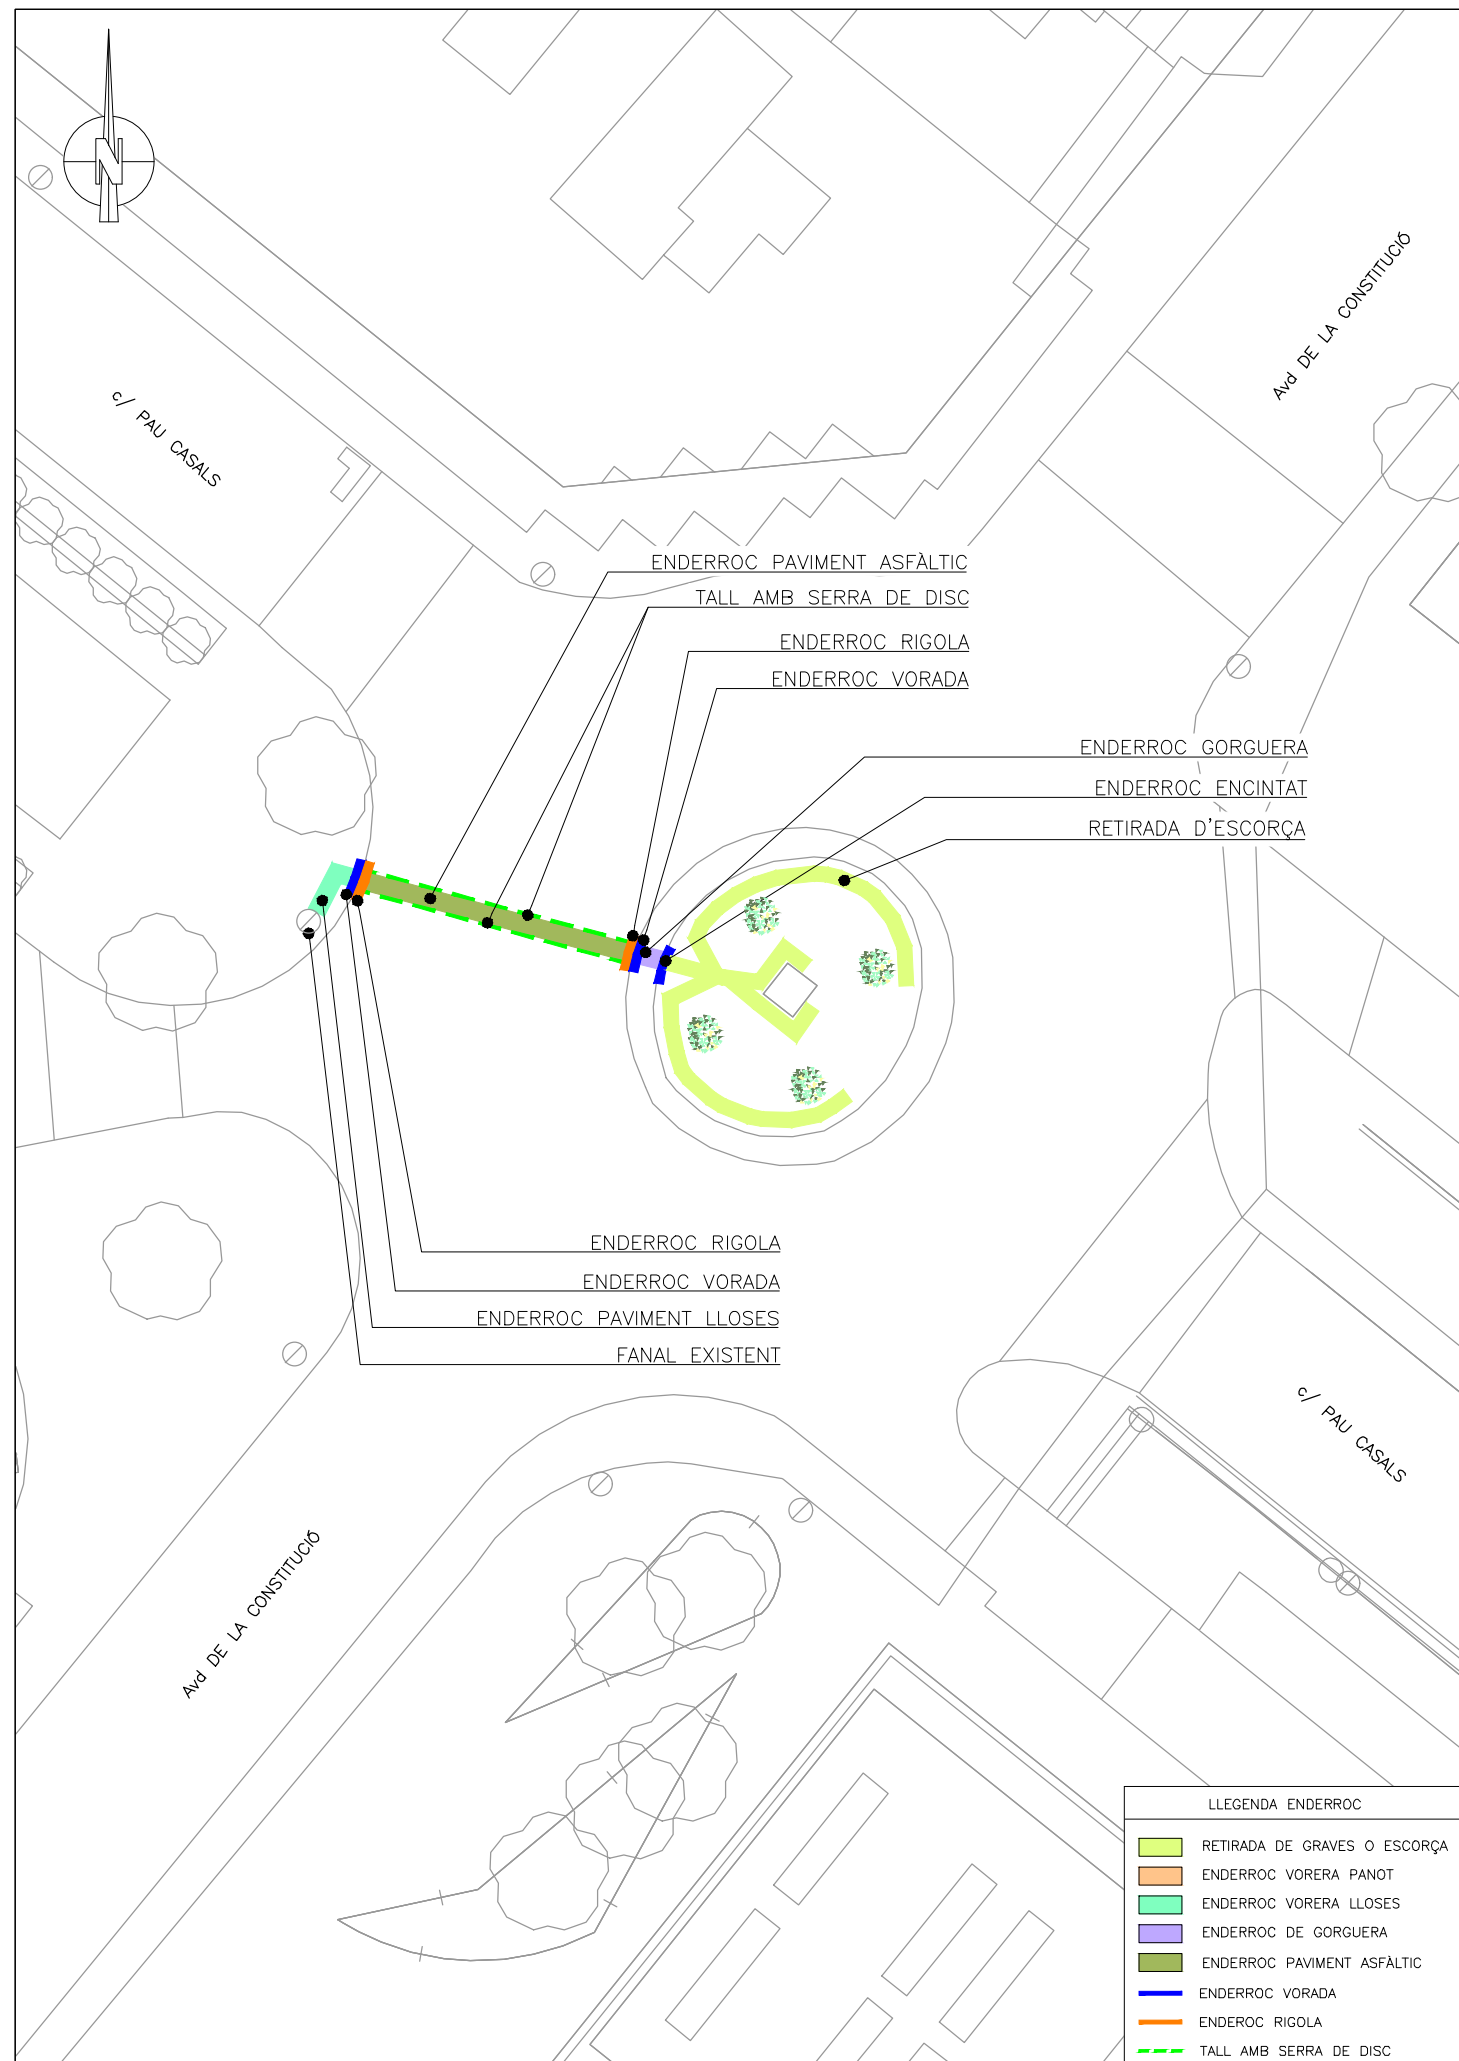 N
Avd DE LA CONSTITUCIÓ
c/ PAU CASALS
ENDERROC PAVIMENT ASFÀLTIC
TALL AMB SERRA DE DISC
ENDERROC RIGOLA
ENDERROC VORADA
ENDERROC GORGUERA
ENDERROC ENCINTAT
RETIRADA D'ESCORÇA
ENDERROC RIGOLA
ENDERROC VORADA
ENDERROC PAVIMENT LLOSES
FANAL EXISTENT
c/ PAU CASALS
Avd DE LA CONSTITUCIÓ
LLEGENDA ENDERROC
RETIRADA DE GRAVES O ESCORÇA
ENDERROC VORERA PANOT
ENDERROC VORERA LLOSES
ENDERROC DE GORGUERA
ENDERROC PAVIMENT ASFÀLTIC
ENDERROC VORADA
ENDEROC RIGOLA
TALL AMB SERRA DE DISC